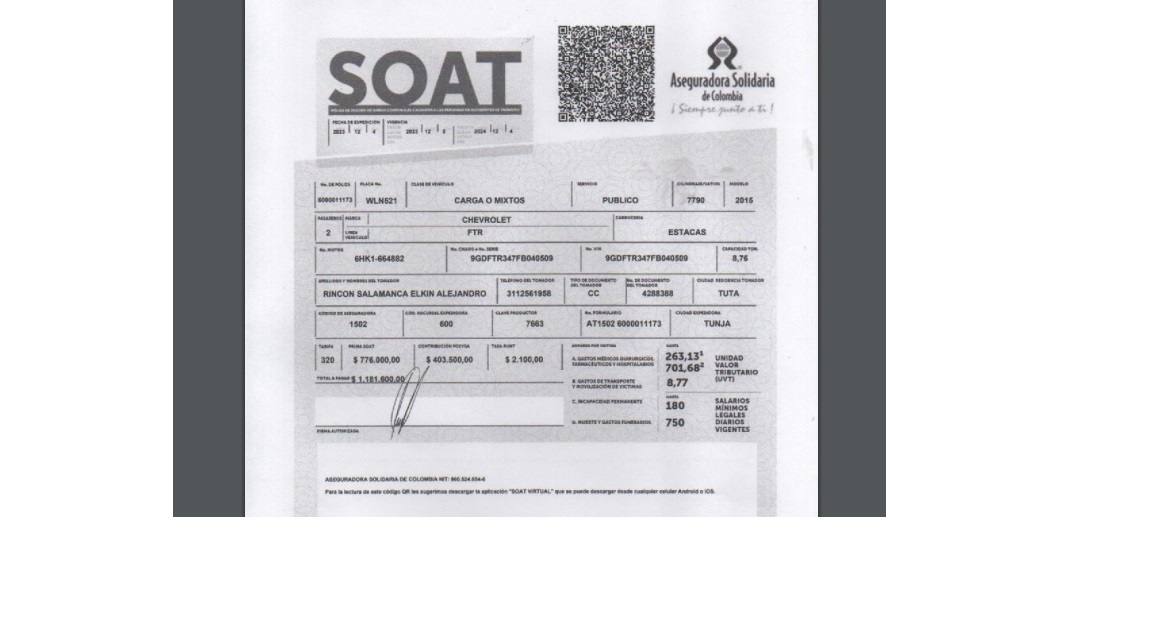 SOAT
Aseguradora Solidaria
de Colombia
¡ Siempre junto a ti !
FECHA DE EXPEDICIÓN VIGENCIA
2023 12 4 2023 12 5 2024 12 4
No. DE PÓLIZA PLACA No. CLASE DE VEHÍCULO SERVICIO CILINDRAJE/VATIOS MODELO
6000011173 WLN521 CARGA O MIXTOS PUBLICO 7790 2015
PASAJEROS MARCA CHEVROLET CARROCERÍA
2 LÍNEA VEHÍCULO FTR ESTACAS
No. MOTOR No. CHASIS o No. SERIE No. VIN CAPACIDAD TON.
6HK1-664882 9GDFTR347FB040509 9GDFTR347FB040509 8,76
APELLIDOS Y NOMBRES DEL TOMADOR TELÉFONO DEL TOMADOR TIPO DE DOCUMENTO DEL TOMADOR No. DE DOCUMENTO DEL TOMADOR CIUDAD RESIDENCIA TOMADOR
RINCON SALAMANCA ELKIN ALEJANDRO 3112561958 CC 4288388 TUTA
CÓDIGO DE ASEGURADORA CÓD. SUCURSAL EXPEDIDORA CLAVE PRODUCTOR No. FORMULARIO CIUDAD EXPEDIDORA
1502 600 7663 AT1502 6000011173 TUNJA
TARIFA PRIMA SOAT CONTRIBUCIÓN FOSYGA TASA RUNT AMPAROS POR VÍCTIMA HASTA
320 $ 776.000,00 $ 403.500,00 $ 2.100,00
TOTAL A PAGAR $ 1.181.600,00
A. GASTOS MÉDICOS QUIRÚRGICOS,
FARMACÉUTICOS Y HOSPITALARIOS
263,13¹
701,68²
B. GASTOS DE TRANSPORTE
Y MOVILIZACIÓN DE VÍCTIMAS
8,77
UNIDAD
VALOR
TRIBUTARIO
(UVT)
HASTA
C. INCAPACIDAD PERMANENTE 180
D. MUERTE Y GASTOS FUNERARIOS 750
SALARIOS
MÍNIMOS
LEGALES
DIARIOS
VIGENTES
FIRMA AUTORIZADA
ASEGURADORA SOLIDARIA DE COLOMBIA NIT: 860.524.654-6
Para la lectura de este código QR les sugerimos descargar la aplicación "SOAT VIRTUAL" que se puede descargar desde cualquier celular Android o iOS.